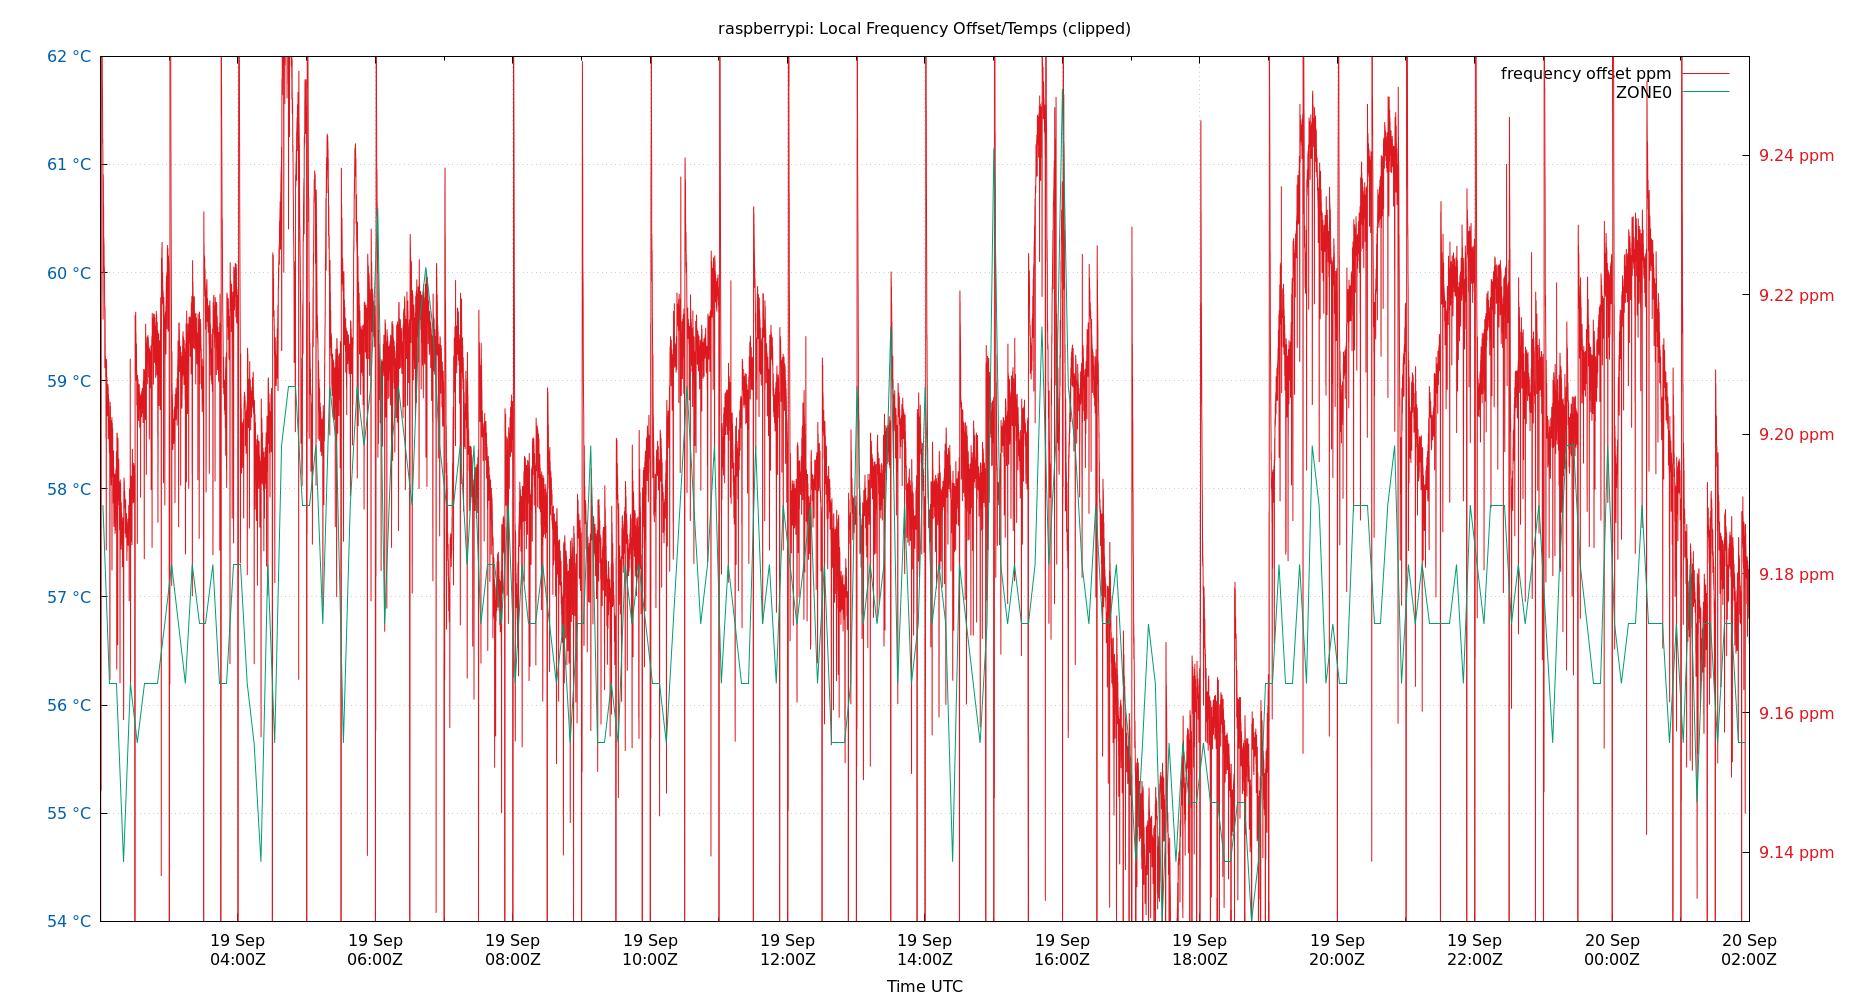 raspberrypi: Local Frequency Offset/Temps (clipped)
62 °C
61 °C
60 °C
59 °C
58 °C
57 °C
56 °C
55 °C
54 °C
frequency offset ppm
ZONE0
9.24 ppm
9.22 ppm
9.20 ppm
9.18 ppm
9.16 ppm
9.14 ppm
19 Sep 19 Sep 19 Sep 19 Sep 19 Sep 19 Sep 19 Sep 19 Sep 19 Sep 19 Sep 20 Sep 20 Sep
04:00Z 06:00Z 08:00Z 10:00Z 12:00Z 14:00Z 16:00Z 18:00Z 20:00Z 22:00Z 00:00Z 02:00Z
Time UTC